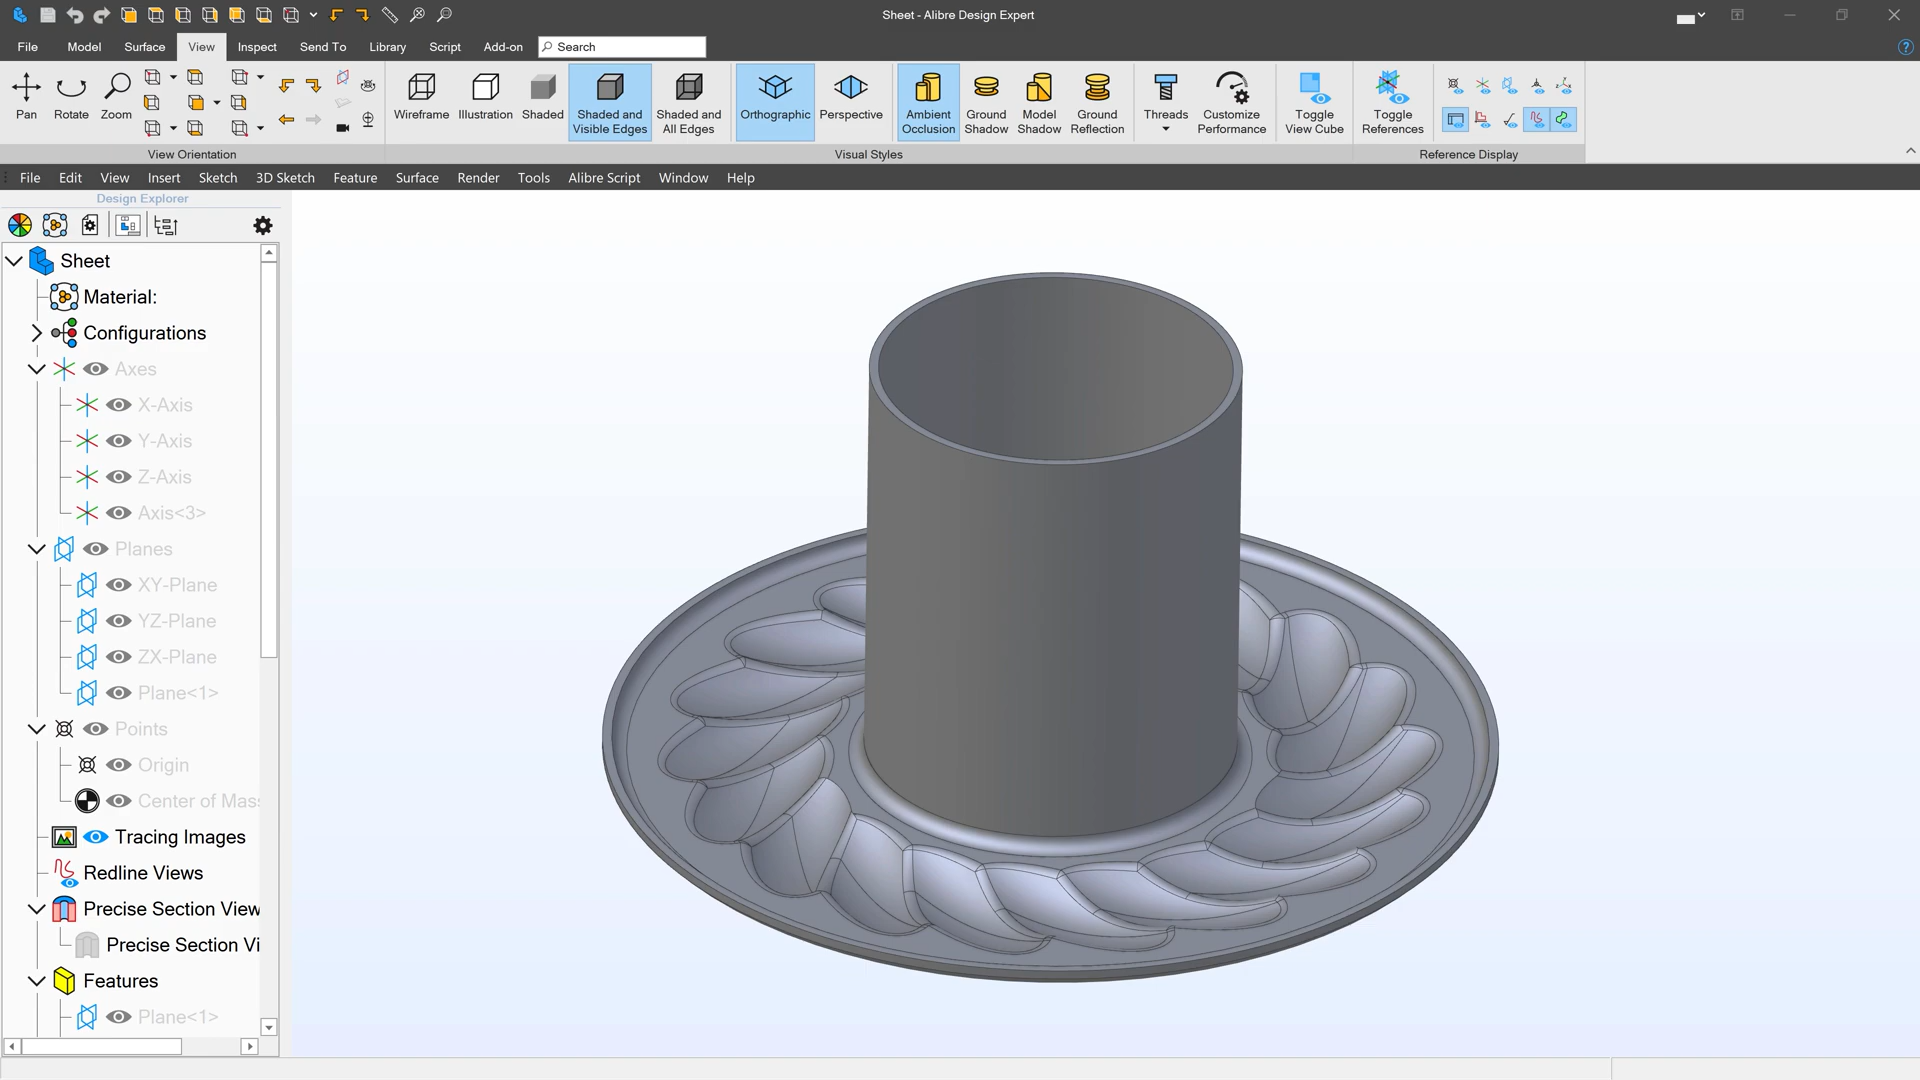 Sheet - Alibre Design Expert
File Model Surface View Inspect Send To Library Script Add-on Search
Pan Rotate Zoom
Wireframe Illustration Shaded Shaded and Visible Edges Shaded and All Edges
Orthographic Perspective
Ambient Occlusion Ground Shadow Model Shadow Ground Reflection
Threads Customize Performance
Toggle View Cube
Toggle References
View Orientation Visual Styles Reference Display
File Edit View Insert Sketch 3D Sketch Feature Surface Render Tools Alibre Script Window Help
Design Explorer
Sheet
Material:
Configurations
Axes
X-Axis
Y-Axis
Z-Axis
Axis<3>
Planes
XY-Plane
YZ-Plane
ZX-Plane
Plane<1>
Points
Origin
Center of Mass
Tracing Images
Redline Views
Precise Section View
Precise Section Vi
Features
Plane<1>